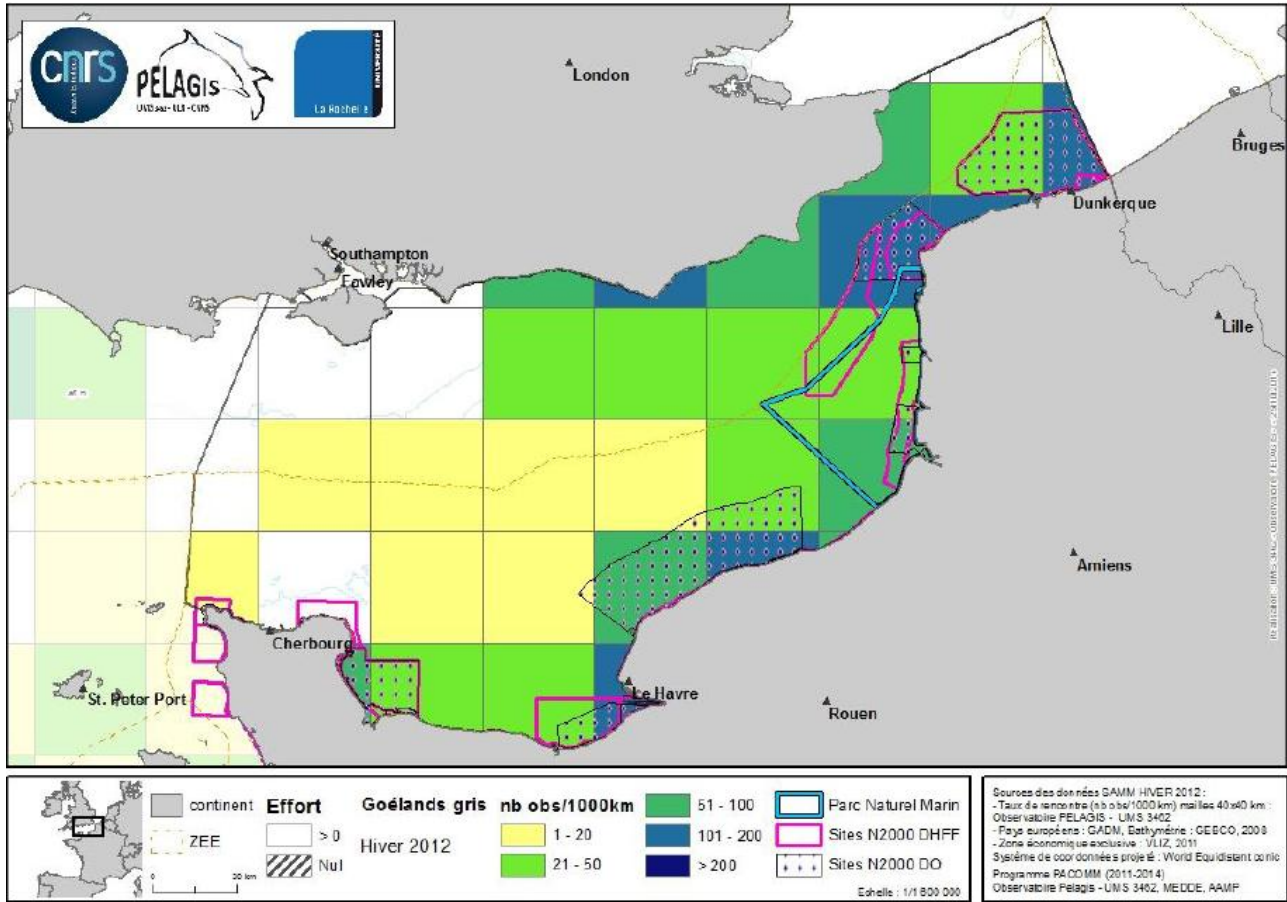 cnrs
PELAGIS
La Rochelle
UNIVERSITÉ
London
Bruges
Dunkerque
Southampton
Fawley
Lille
Amiens
Cherbourg
St. Peter Port
Le Havre
Rouen
continent
ZEE
Effort
> 0
Nul
Goélands gris
Hiver 2012
nb obs/1000km
1 - 20
21 - 50
51 - 100
101 - 200
> 200
Parc Naturel Marin
Sites N2000 DHFF
Sites N2000 DO
Echelle : 1/1 600 000
Sources des données SAMM HIVER 2012 :
- Taux de rencontre (nb obs/1000 km) mailles 40x40 km :
Observatoire PELAGIS - UMS 3462
- Pays européens : GADM, Bathymétrie : GEBCO, 2008
- Zone économique exclusive : VLIZ, 2011
Système de coordonnées projeté : World Equidistant conic
Programme PACOMM (2011-2014)
Observatoire Pelagis - UMS 3462, MEDDE, AAMP